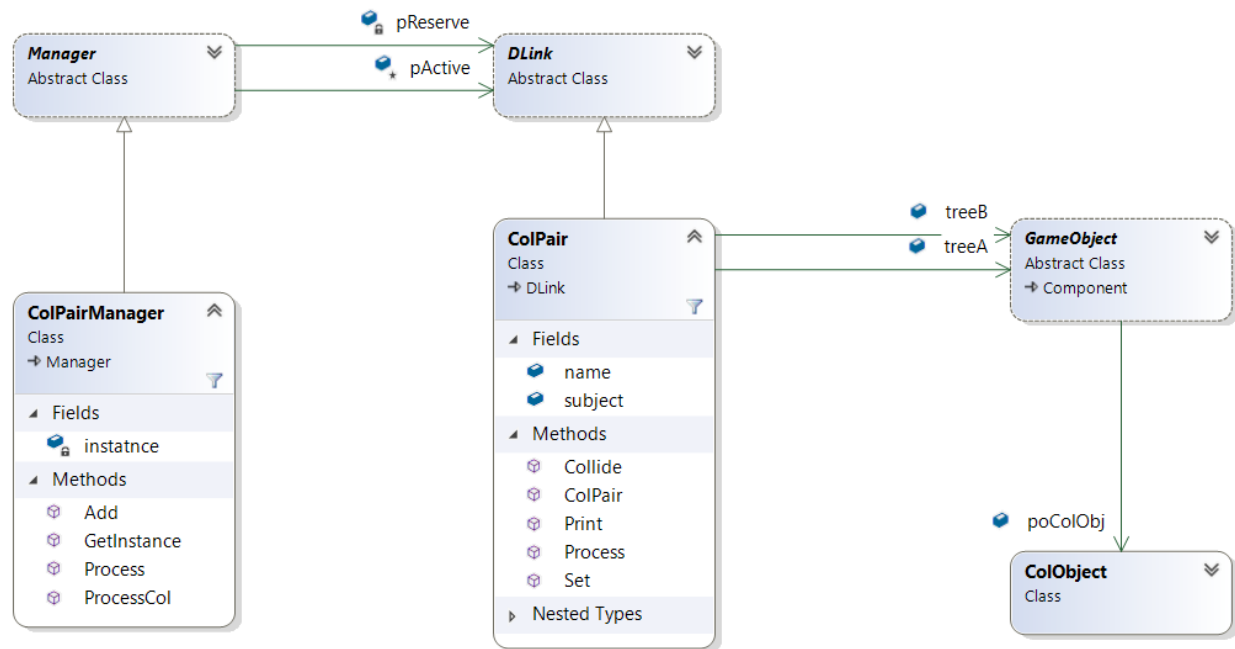 pReserve
Manager
Abstract Class
pActive
DLink
Abstract Class
ColPairManager
Class
Manager
Fields
instatnce
Methods
Add
GetInstance
Process
ProcessCol
ColPair
Class
DLink
Fields
name
subject
Methods
Collide
ColPair
Print
Process
Set
Nested Types
treeB
treeA
GameObject
Abstract Class
Component
poColObj
ColObject
Class